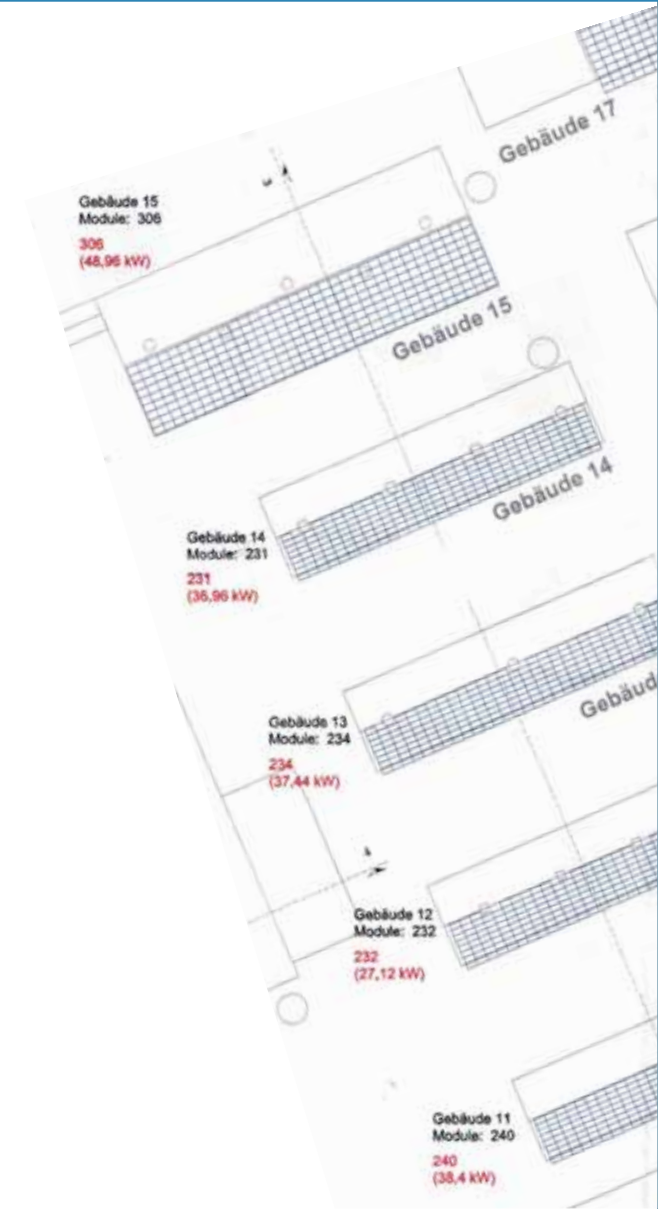 Gebäude 17
Gebäude 15
Module: 306
306
(48,96 kW)
Gebäude 15
Gebäude 14
Gebäude 14
Module: 231
231
(36,96 kW)
Gebäud
Gebäude 13
Module: 234
234
(37,44 kW)
Gebäude 12
Module: 232
232
(27,12 kW)
Gebäude 11
Module: 240
240
(38,4 kW)